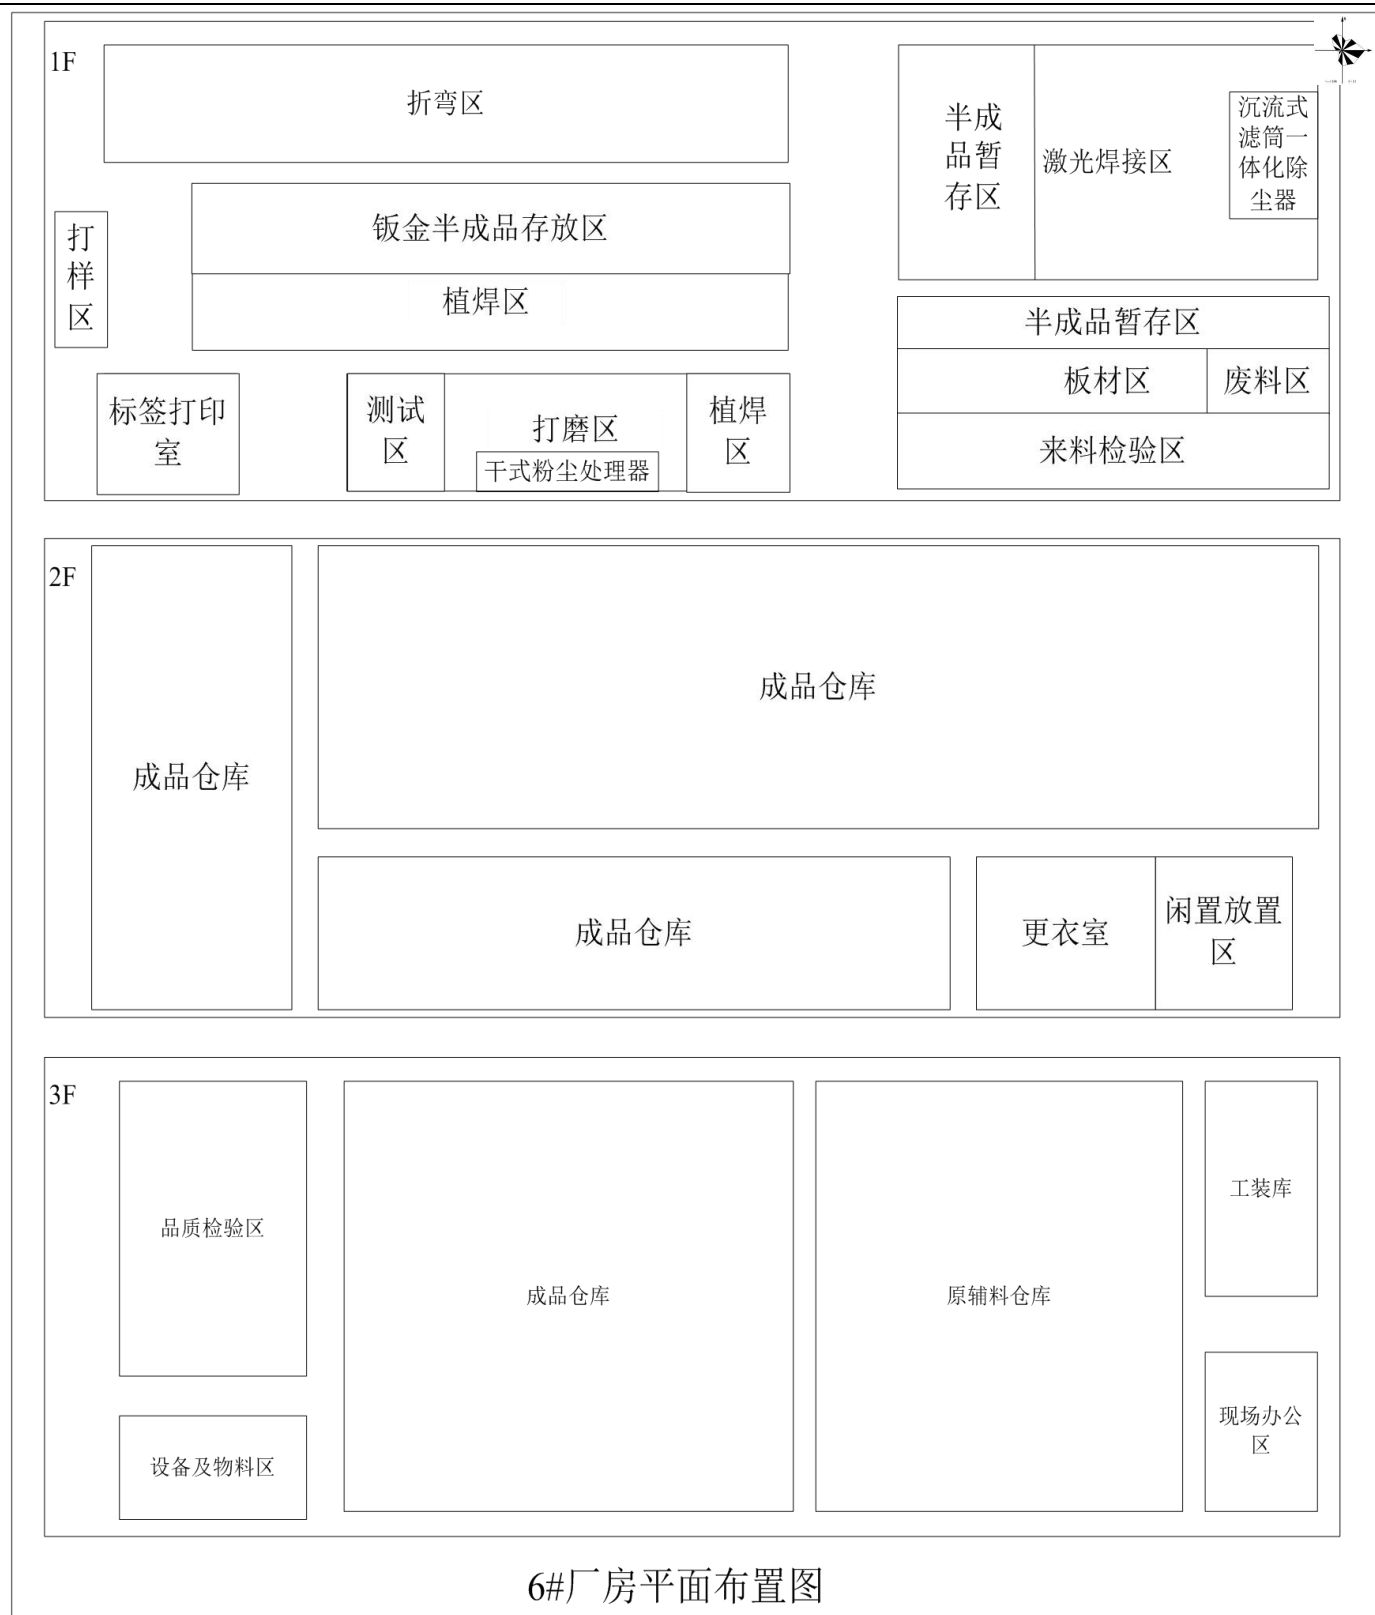 1F
折弯区
半成
品暂
存区
激光焊接区
沉流式
滤筒一
体化除
尘器
钣金半成品存放区
打
样
区
植焊区
半成品暂存区
板材区
废料区
来料检验区
标签打印
室
测试
区
打磨区
干式粉尘处理器
植焊
区
2F
成品仓库
成品仓库
成品仓库
更衣室
闲置放置
区
3F
品质检验区
成品仓库
原辅料仓库
工装库
设备及物料区
现场办公
区
6#厂房平面布置图